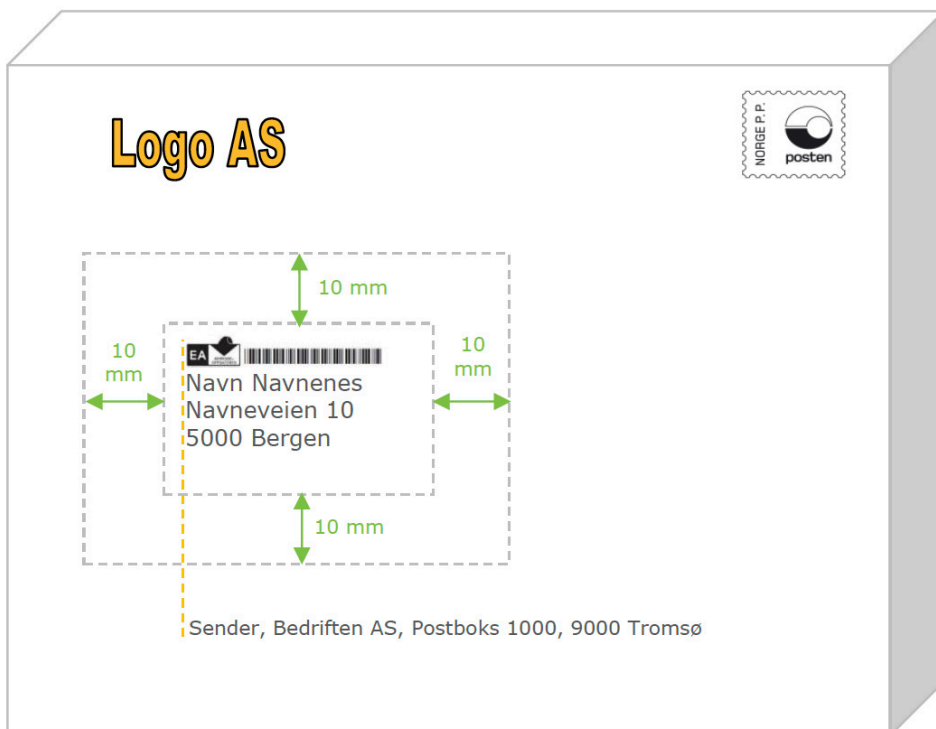 Logo AS
NORGE P. P.
posten
10 mm
10
mm
10
mm
EA
Navn Navnenes
Navneveien 10
5000 Bergen
10 mm
Sender, Bedriften AS, Postboks 1000, 9000 Tromsø